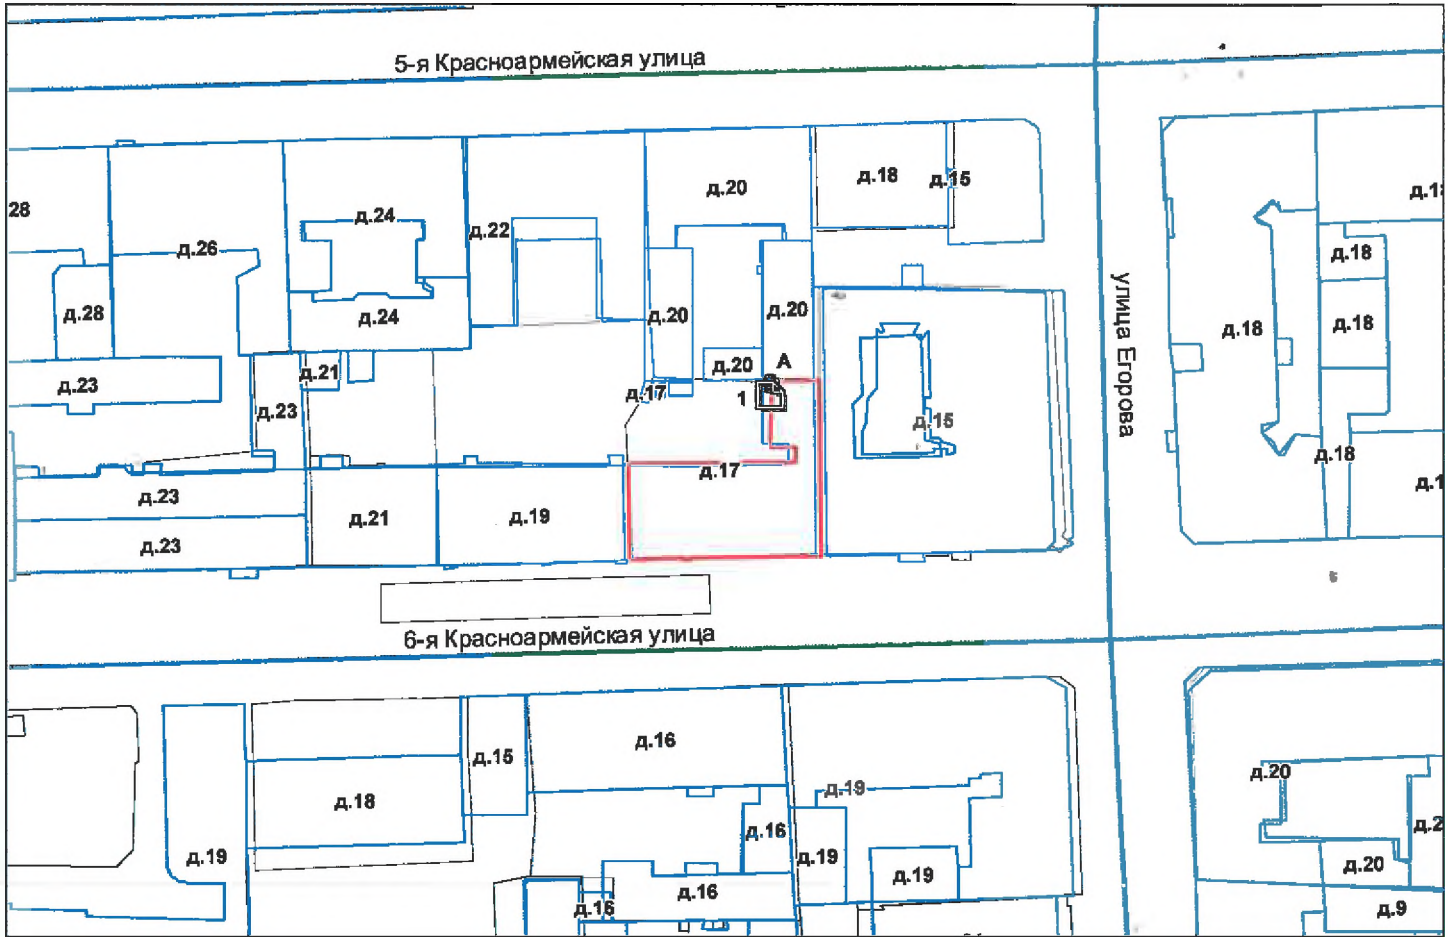 5-я Красноармейская улица
д.18
д.15
д.20
д.24
28
д.22
д.26
д.18
улица Егорова
д.28
д.24
д.20
д.20
д.18
д.18
д.20
А
д.21
д.23
д.17
1
д.23
д.15
д.18
д.17
д.23
д.21
д.19
д.23
6-я Красноармейская улица
д.16
д.15
д.20
д.18
д.19
д.16
д.19
д.19
д.20
д.19
д.16
д.16
д.9